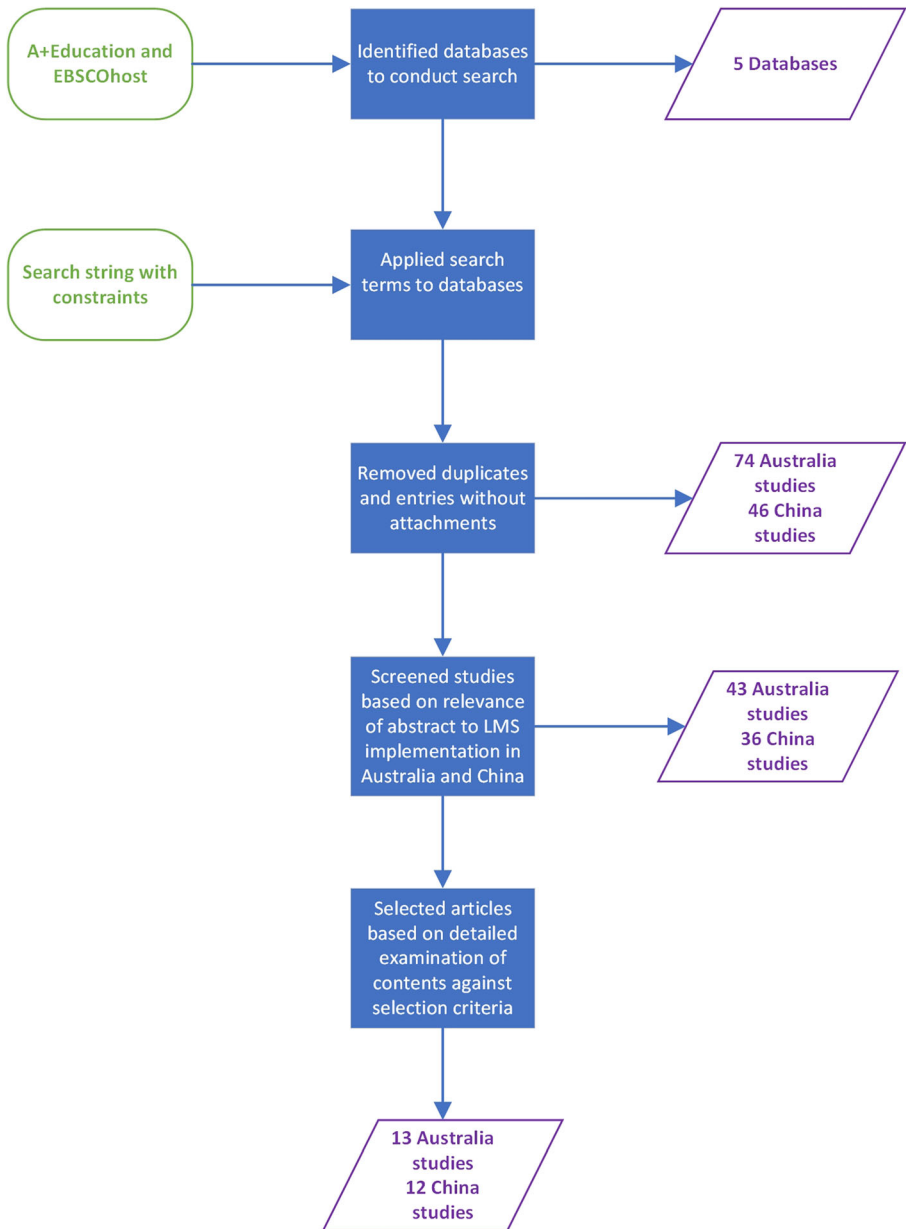 A+Education and
EBSCOhost
Identified databases
to conduct search
5 Databases
Search string with
constraints
Applied search
terms to databases
Removed duplicates
and entries without
attachments
74 Australia
studies
46 China
studies
Screened studies
based on relevance
of abstract to LMS
implementation in
Australia and China
43 Australia
studies
36 China
studies
Selected articles
based on detailed
examination of
contents against
selection criteria
13 Australia
studies
12 China
studies